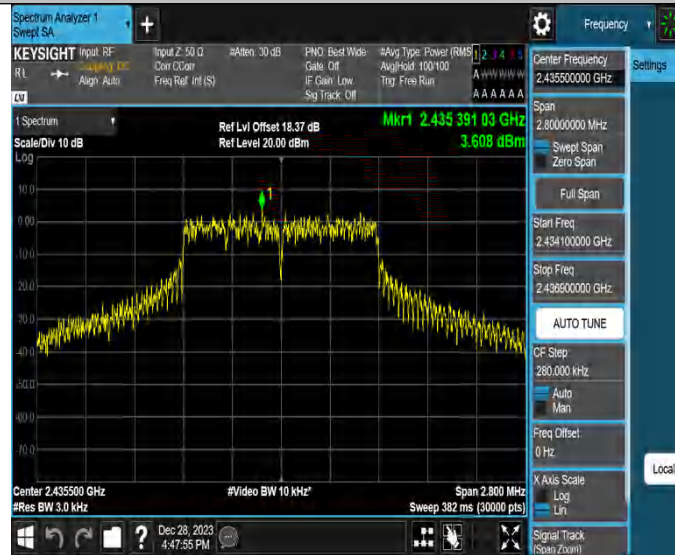 Spectrum Analyzer 1
Swept SA
+
Frequency
KEYSIGHT
RL
Input: RF
Coupling: DC
Align: Auto
Input Z: 50 Ω
Corr CCorr
Freq Ref: Int (S)
#Atten: 30 dB
PNO: Best Wide
Gate: Off
IF Gain: Low
Sig Track: Off
#Avg Type: Power (RMS
Avg|Hold: 100/100
Trig: Free Run
1 2 3 4 5
A W W W W W
A A A A A A
LXI
1 Spectrum
Scale/Div 10 dB
Ref Lvl Offset 18.37 dB
Ref Level 20.00 dBm
Mkr1 2.435 391 03 GHz
3.608 dBm
Log
10.0
0.00
-10.0
-20.0
-30.0
-40.0
-50.0
-60.0
-70.0
1
Center 2.435500 GHz
#Res BW 3.0 kHz
#Video BW 10 kHz*
Span 2.800 MHz
Sweep 382 ms (30000 pts)
Dec 28, 2023
4:47:55 PM
Center Frequency
2.435500000 GHz
Span
2.80000000 MHz
Swept Span
Zero Span
Full Span
Start Freq
2.434100000 GHz
Stop Freq
2.436900000 GHz
AUTO TUNE
CF Step
280.000 kHz
Auto
Man
Freq Offset
0 Hz
X Axis Scale
Log
Lin
Signal Track
(Span Zoom)
Settings
Local